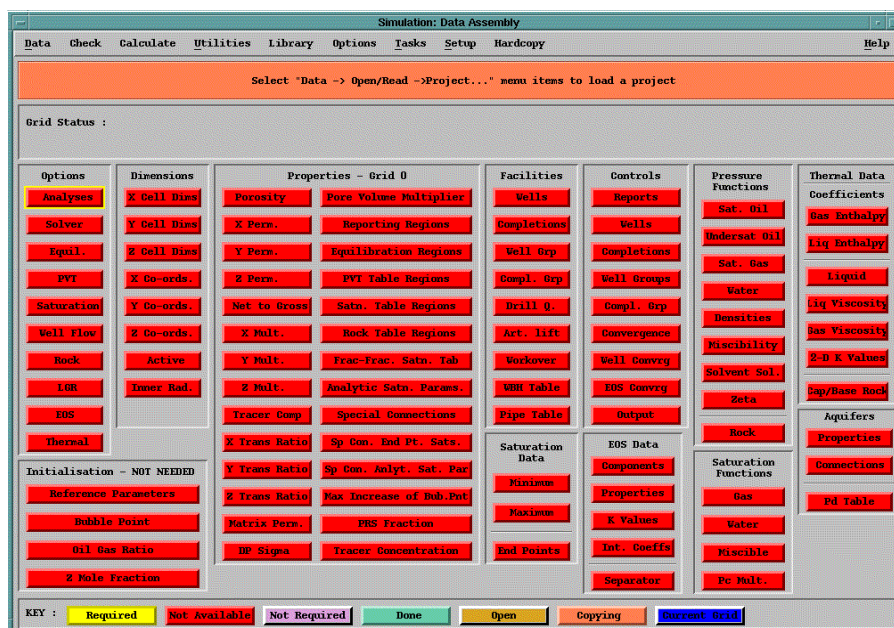 Simulation: Data Assembly
Data Check Calculate Utilities Library Options Tasks Setup Hardcopy Help
Select "Data -> Open/Read ->Project..." menu items to load a project
Grid Status :
Options
Analyses
Solver
Equil.
PVT
Saturation
Well Flow
Rock
LGR
EOS
Thermal
Dimensions
X Cell Dims
Y Cell Dims
Z Cell Dims
X Co-ords.
Y Co-ords.
Z Co-ords.
Active
Inner Rad.
Initialisation - NOT NEEDED
Reference Parameters
Bubble Point
Oil Gas Ratio
Z Mole Fraction
Properties - Grid 0
Porosity Pore Volume Multiplier
X Perm. Reporting Regions
Y Perm. Equilibration Regions
Z Perm. PVT Table Regions
Net to Gross Satn. Table Regions
X Mult. Rock Table Regions
Y Mult. Frac-Frac. Satn. Tab
Z Mult. Analytic Satn. Params.
Tracer Comp Special Connections
X Trans Ratio Sp Con. End Pt. Sats.
Y Trans Ratio Sp Con. Anlyt. Sat. Par
Z Trans Ratio Max Increase of Bub.Pnt
Matrix Perm. PRS Fraction
DP Sigma Tracer Concentration
Facilities
Wells
Completions
Well Grp
Compl. Grp
Drill Q.
Art. lift
Workover
WBH Table
Pipe Table
Saturation
Data
Minimum
Maximum
End Points
Controls
Reports
Wells
Completions
Well Groups
Compl. Grp
Convergence
Well Convrg
EOS Convrg
Output
EOS Data
Components
Properties
K Values
Int. Coeffs
Separator
Pressure
Functions
Sat. Oil
Undersat Oil
Sat. Gas
Water
Densities
Miscibility
Solvent Sol.
Zeta
Rock
Saturation
Functions
Gas
Water
Miscible
Pc Mult.
Thermal Data
Coefficients
Gas Enthalpy
Liq Enthalpy
Liquid
Liq Viscosity
Gas Viscosity
2-D K Values
Cap/Base Rock
Aquifers
Properties
Connections
Pd Table
KEY : Required Not Available Not Required Done Open Copying Current Grid